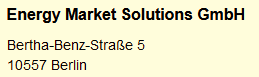 Energy Market Solutions GmbH
Bertha-Benz-Straße 5
10557 Berlin